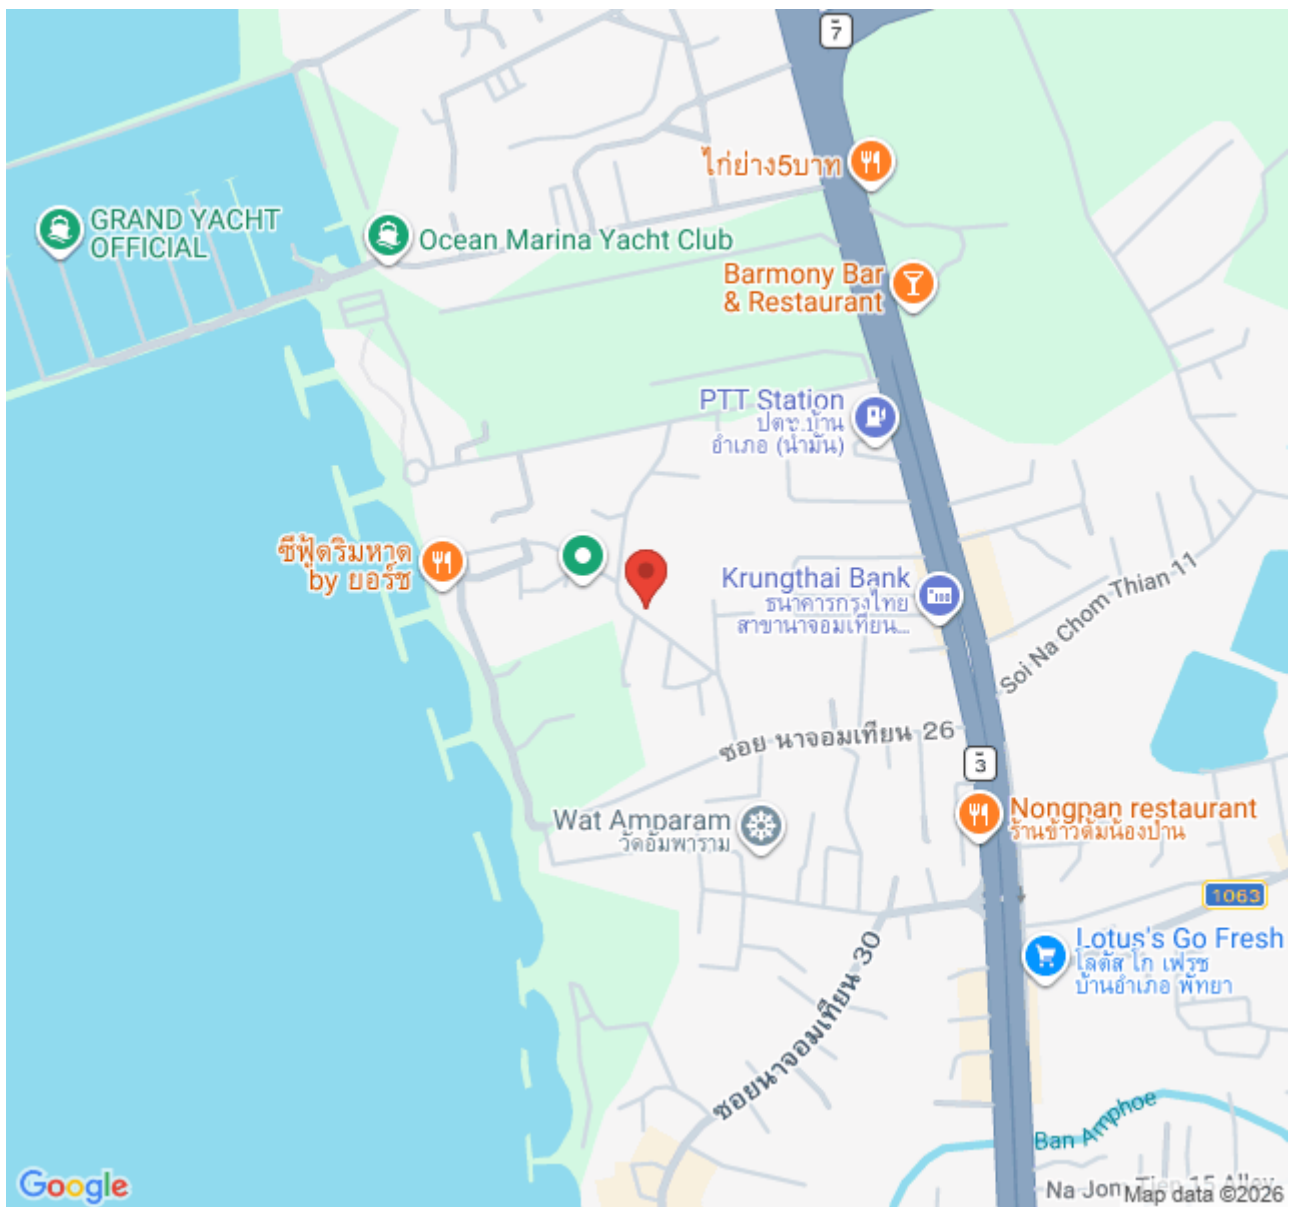 7
ไก่ย่าง5บาท
GRAND YACHT
OFFICIAL
Ocean Marina Yacht Club
Barmony Bar
& Restaurant
PTT Station
ปตท.บ้าน
อำเภอ (น้ำมัน)
ซีฟู้ดริมหาด
by ยอร์ช
Krungthai Bank
ธนาคารกรุงไทย
สาขานาจอมเทียน...
Soi Na Chom Thian 11
ซอย นาจอมเทียน 26
3
Nongpan restaurant
ร้านข้าวต้มน้องป่าน
Wat Amparam
วัดอัมพาราม
1063
Lotus's Go Fresh
โลตัส โก เฟรช
บ้านอำเภอ พัทยา
ซอยนาจอมเทียน 30
Ban Amphoe
Google
Na Jom Tien 15 Alley
Map data ©2026